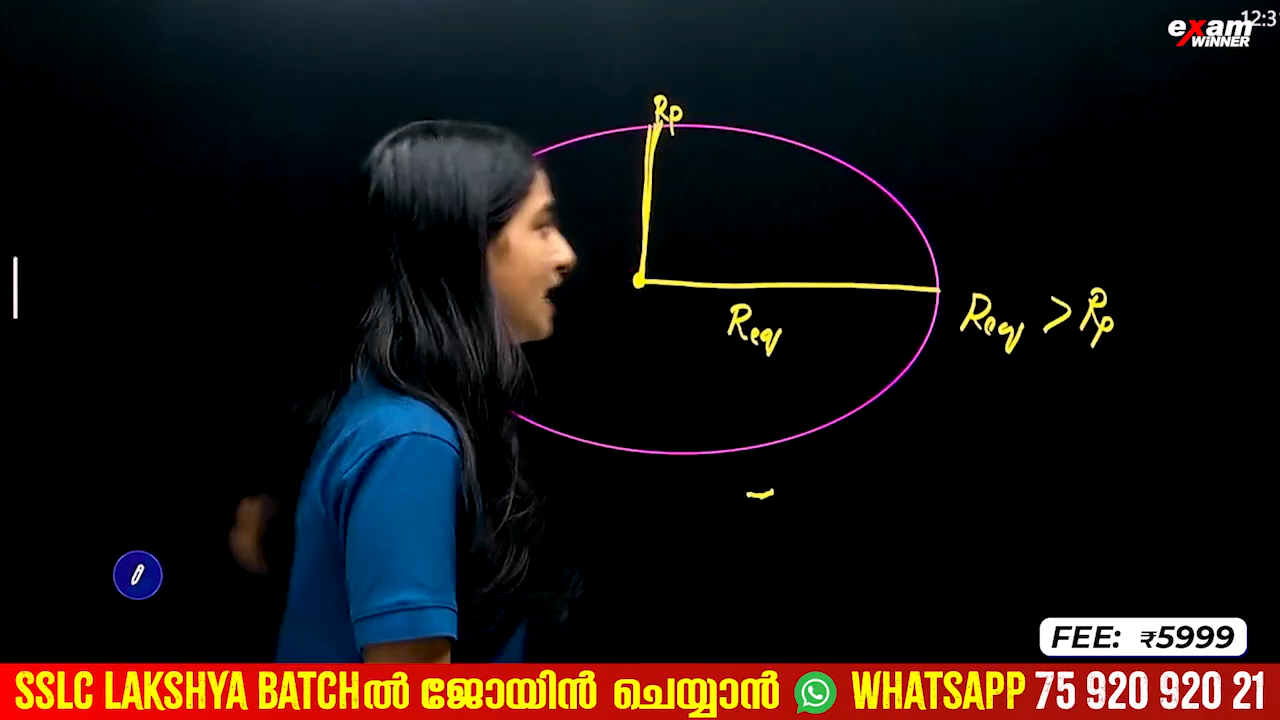 12:3
exam
WiNNER
Rp
Req
Req > Rp
FEE: ₹5999
SSLC LAKSHYA BATCHൽ ജോയിൻ ചെയ്യാൻ WHATSAPP 75 920 920 21